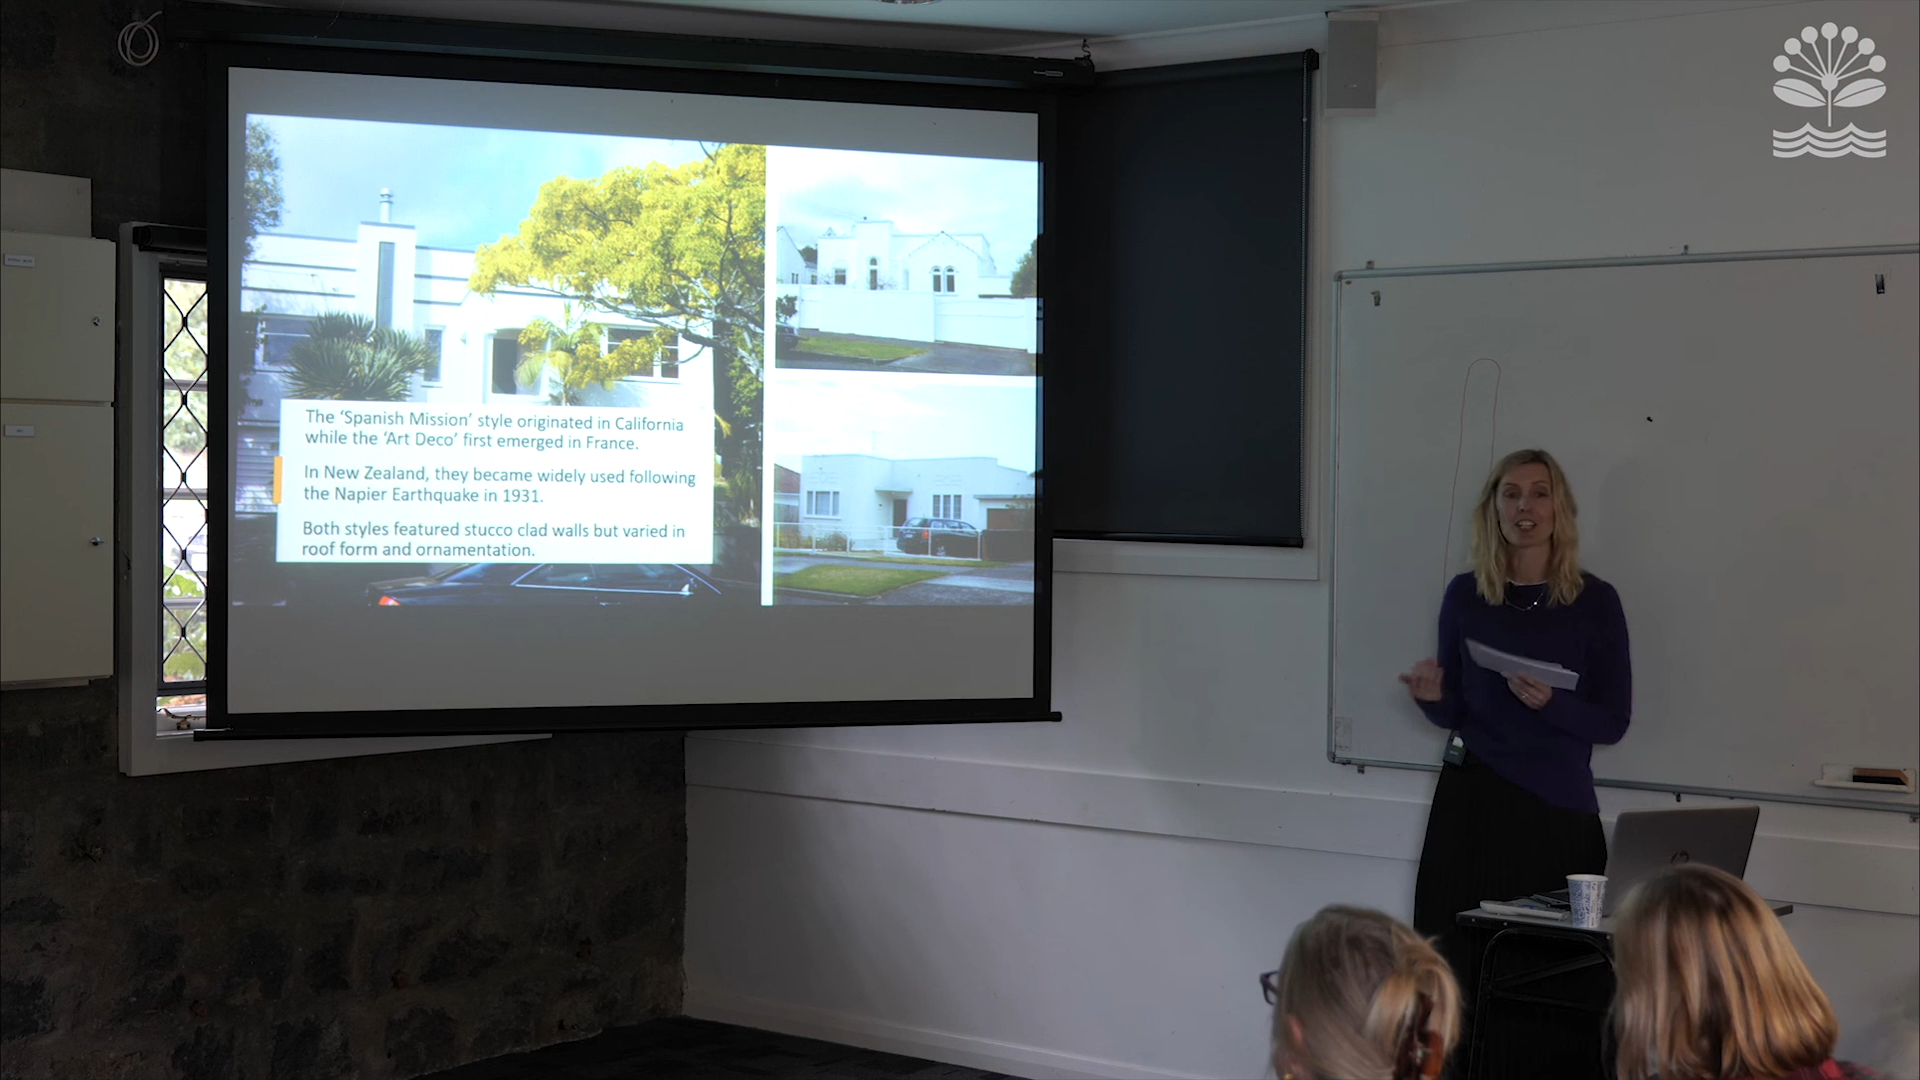 The ‘Spanish Mission’ style originated in California
while the ‘Art Deco’ first emerged in France.
In New Zealand, they became widely used following
the Napier Earthquake in 1931.
Both styles featured stucco clad walls but varied in
roof form and ornamentation.